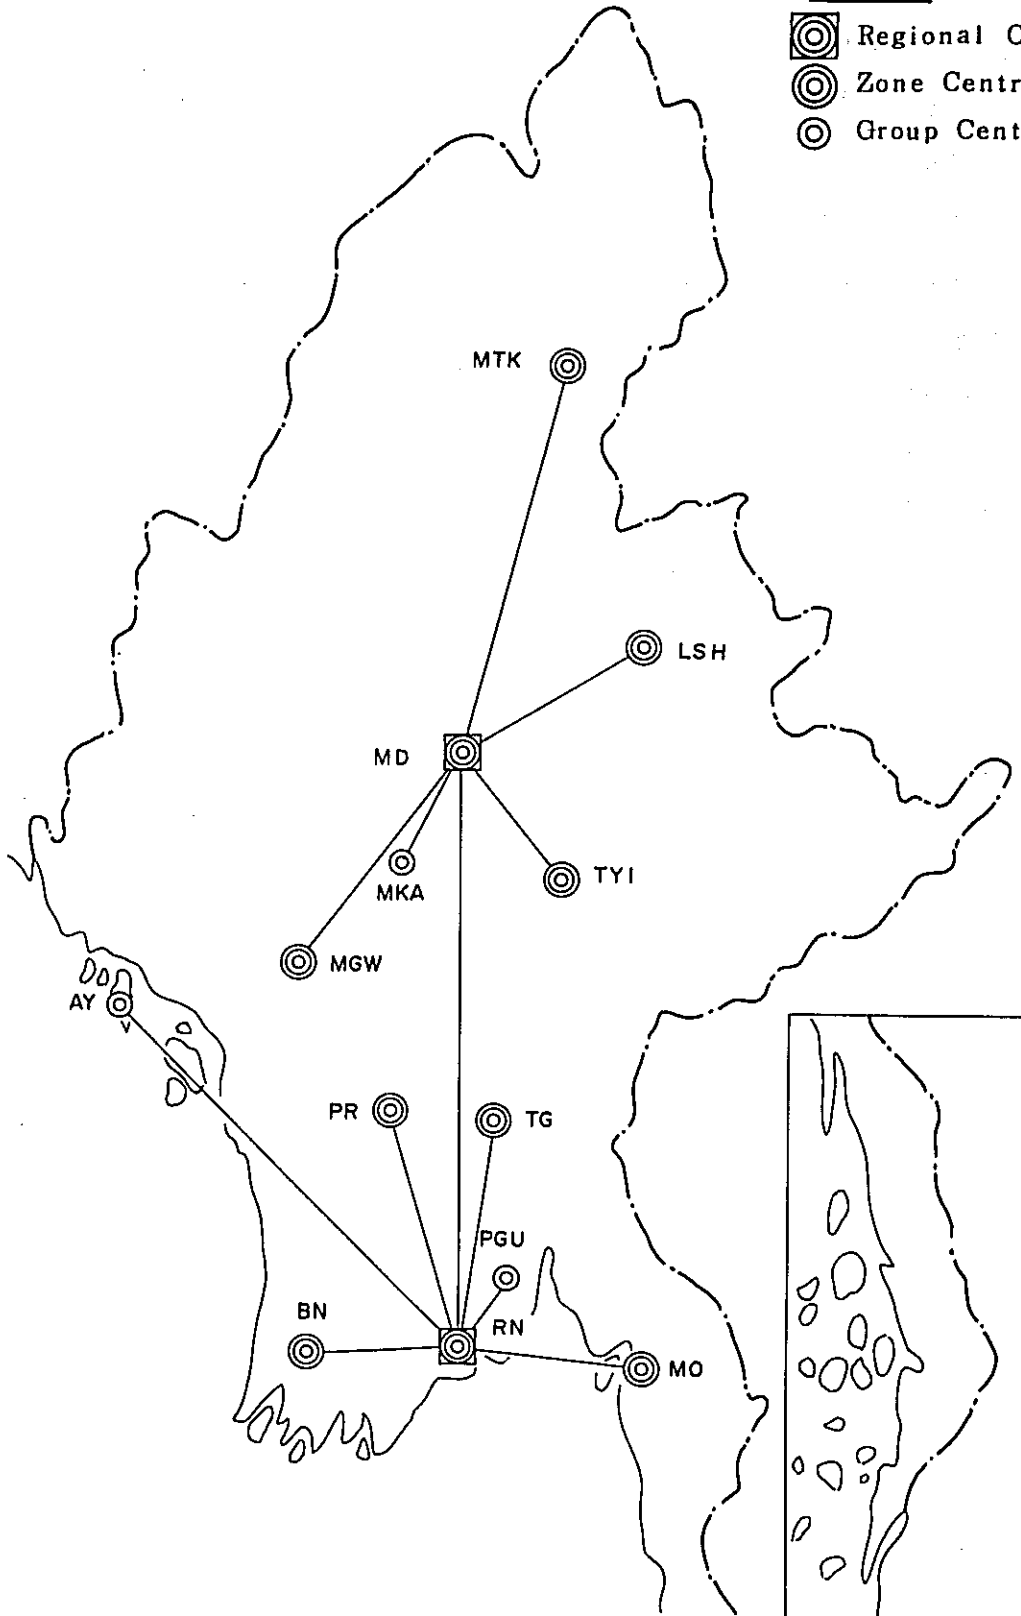 Regional C
Zone Centr
Group Cent
MTK
LSH
MD
TYI
MKA
MGW
AY
PR
TG
PGU
BN
RN
MO